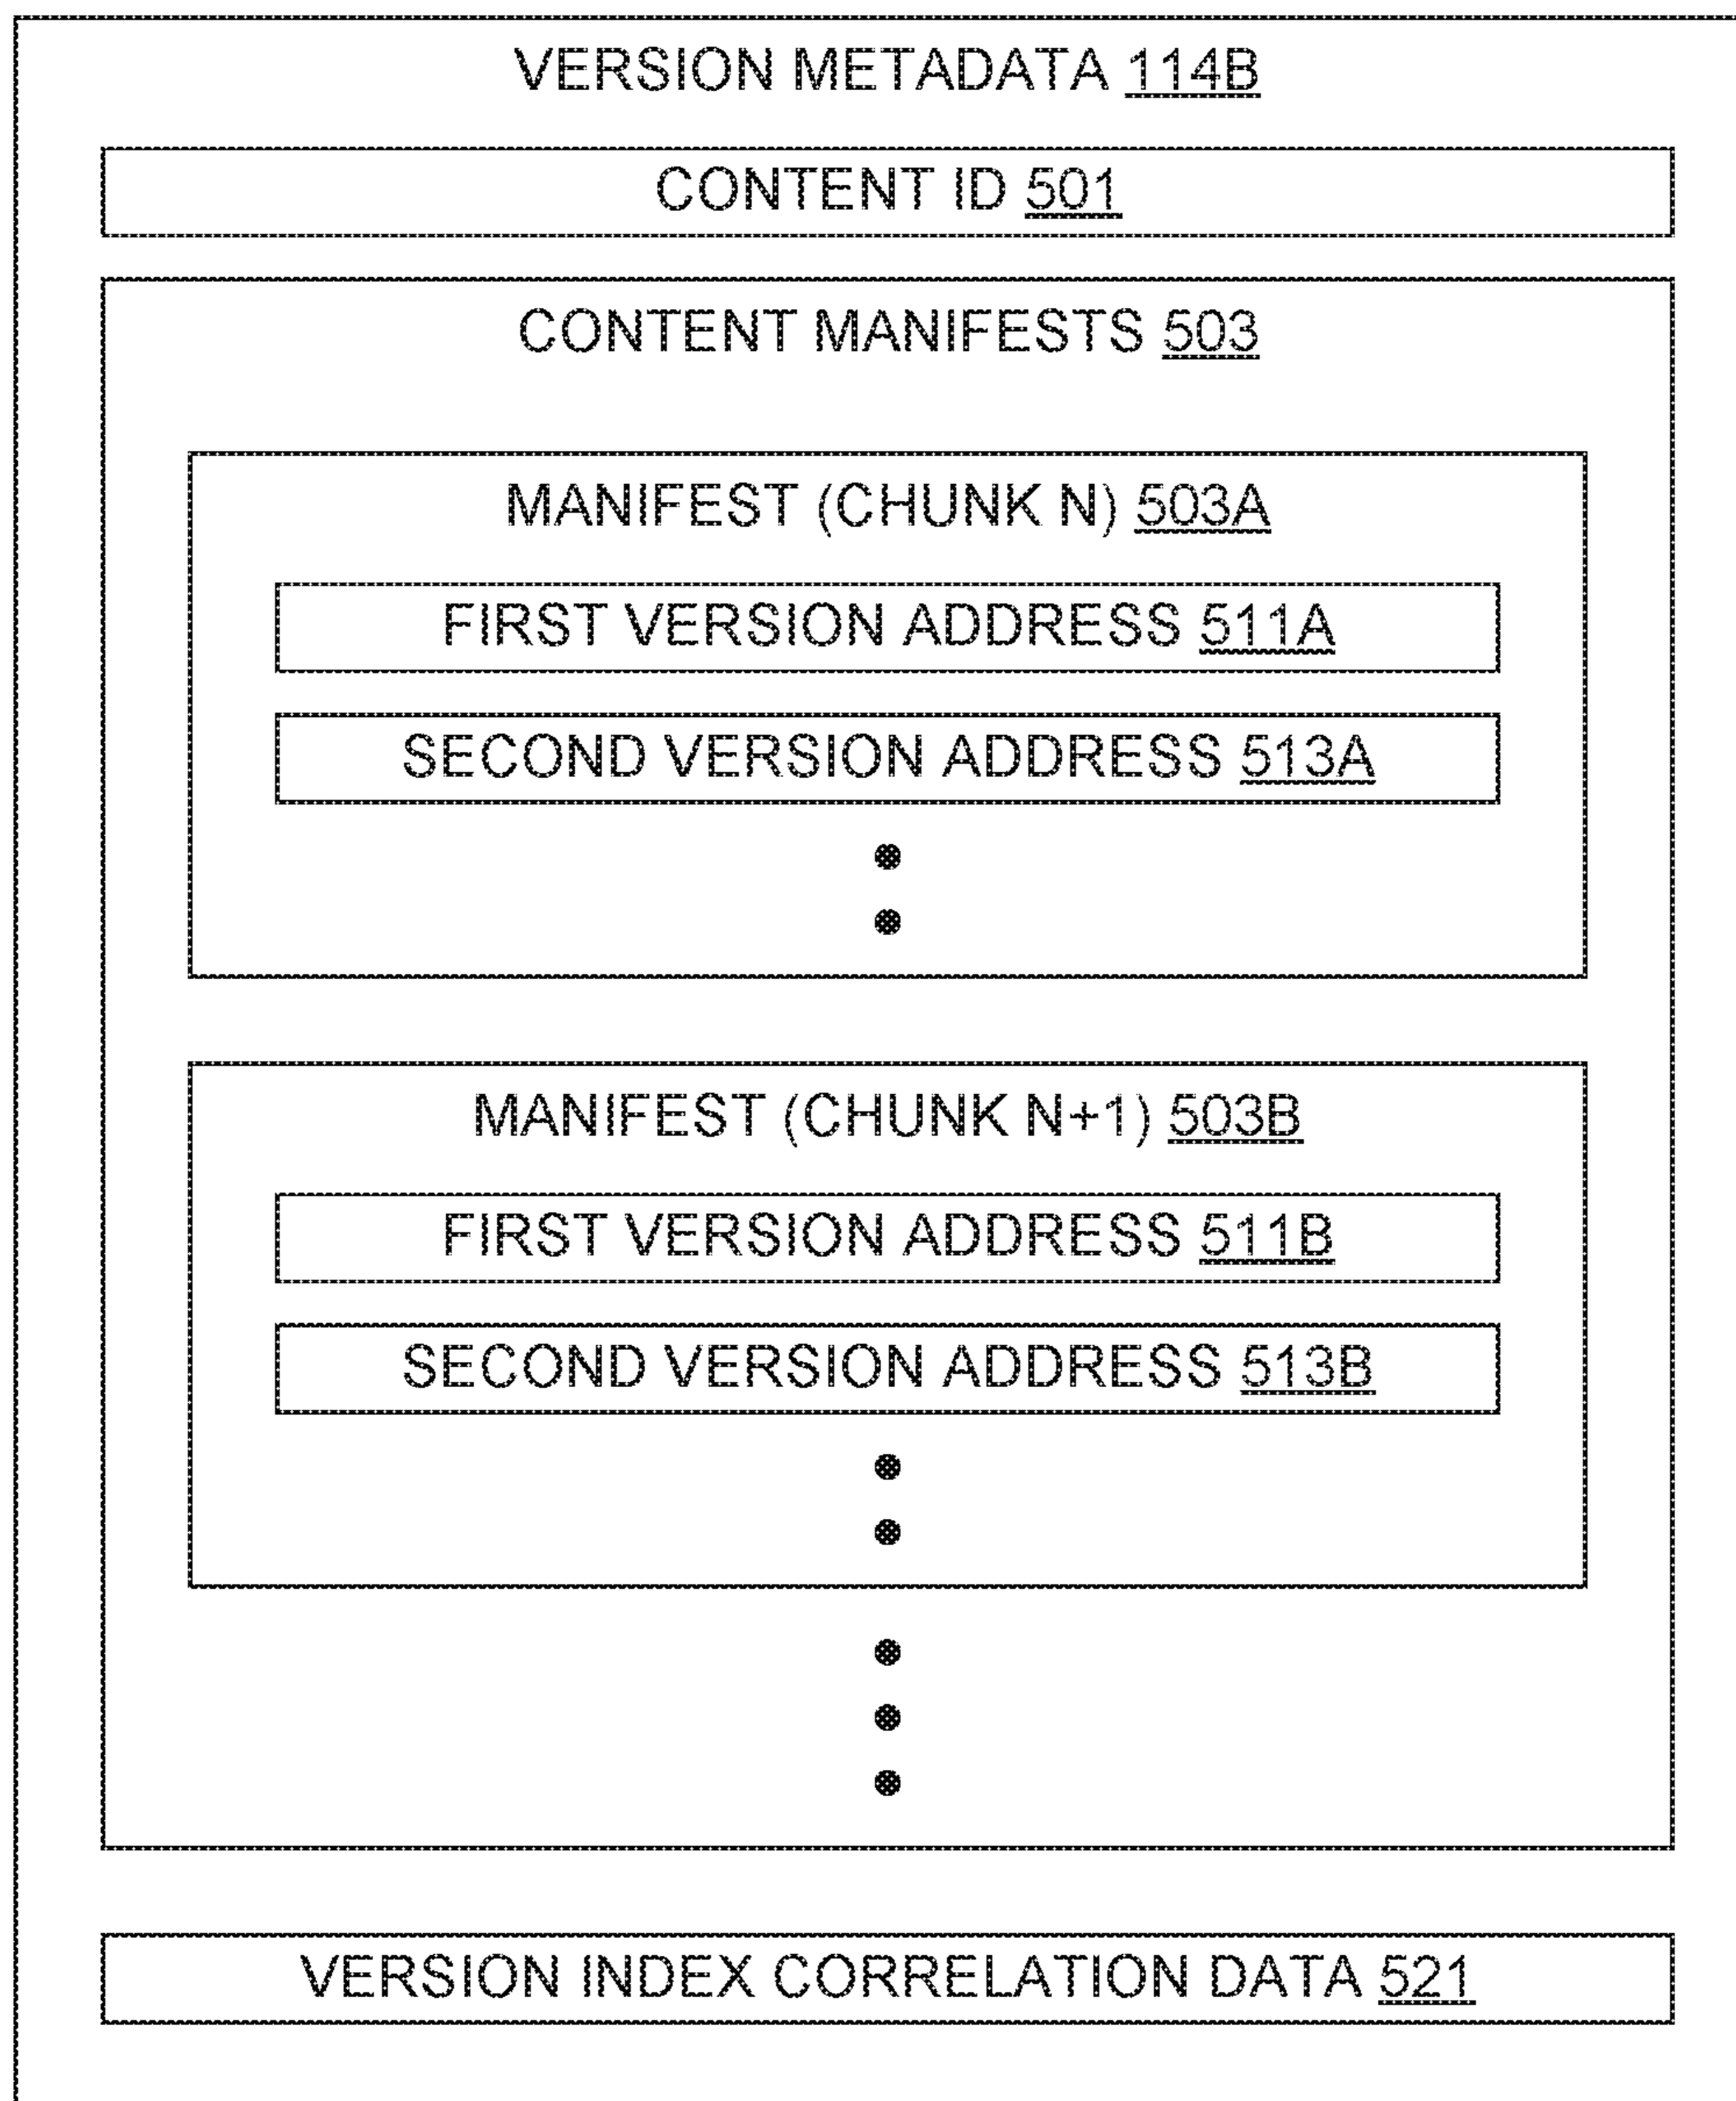 VERSION METADATA 114B
CONTENT ID 501
CONTENT MANIFESTS 503
MANIFEST (CHUNK N) 503A
FIRST VERSION ADDRESS 511A
SECOND VERSION ADDRESS 513A
MANIFEST (CHUNK N+1) 503B
FIRST VERSION ADDRESS 511B
SECOND VERSION ADDRESS 513B
VERSION INDEX CORRELATION DATA 521